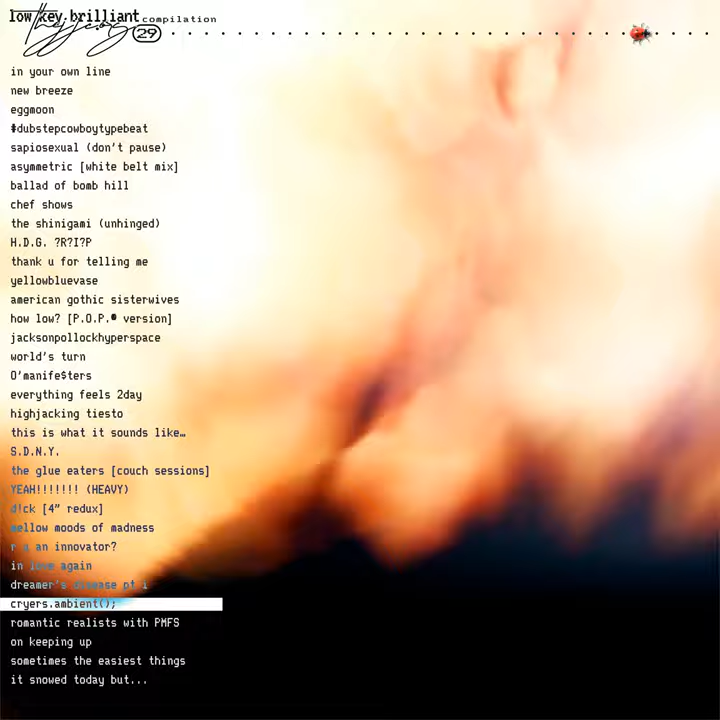 low key brilliant compilation
29
in your own line
new breeze
eggmoon
#dubstepcowboytypebeat
sapiosexual (don't pause)
asymmetric [white belt mix]
ballad of bomb hill
chef shows
the shinigami (unhinged)
H.D.G. ?R?I?P
thank u for telling me
yellowbluevase
american gothic sisterwives
how low? [P.O.P.® version]
jacksonpollockhyperspace
world's turn
O'manife$ters
everything feels 2day
highjacking tiesto
this is what it sounds like…
S.D.N.Y.
the glue eaters [couch sessions]
YEAH!!!!!!! (HEAVY)
d!ck [4” redux]
mellow moods of madness
r u an innovator?
in love again
dreamer's disease pt 1
cryers.ambient();
romantic realists with PMFS
on keeping up
sometimes the easiest things
it snowed today but...